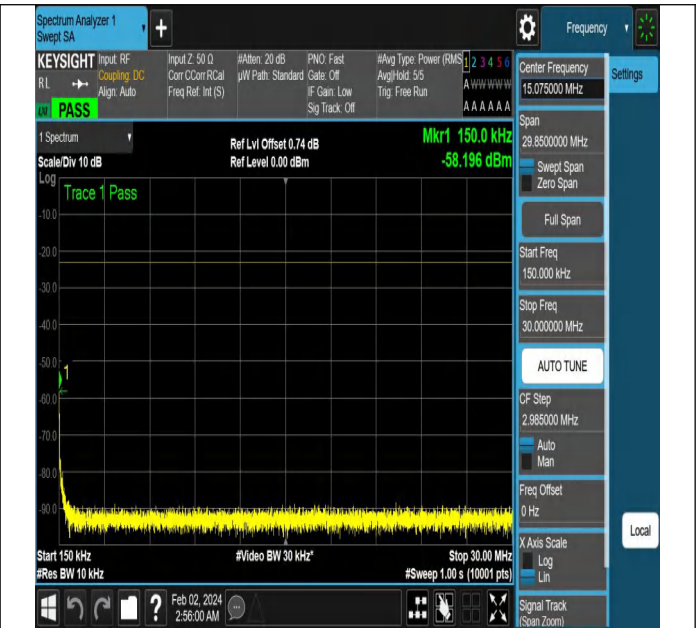 Spectrum Analyzer 1
Swept SA
+
Frequency
KEYSIGHT
RL
PASS
Input: RF
Coupling: DC
Align: Auto
Input Z: 50 Ω
Corr CCorr RCal
Freq Ref: Int (S)
#Atten: 20 dB
µW Path: Standard
PNO: Fast
Gate: Off
IF Gain: Low
Sig Track: Off
#Avg Type: Power (RMS
Avg|Hold: 5/5
Trig: Free Run
1 2 3 4 5 6
A W W W W W
A A A A A A
Center Frequency
15.075000 MHz
Settings
1 Spectrum
Scale/Div 10 dB
Ref Lvl Offset 0.74 dB
Ref Level 0.00 dBm
Mkr1 150.0 kHz
-58.196 dBm
Log
Trace 1 Pass
-10.0
-20.0
-30.0
-40.0
-50.0
1
-60.0
-70.0
-80.0
-90.0
Start 150 kHz
#Res BW 10 kHz
#Video BW 30 kHz*
Stop 30.00 MHz
#Sweep 1.00 s (10001 pts)
Span
29.8500000 MHz
Swept Span
Zero Span
Full Span
Start Freq
150.000 kHz
Stop Freq
30.000000 MHz
AUTO TUNE
CF Step
2.985000 MHz
Auto
Man
Freq Offset
0 Hz
X Axis Scale
Log
Lin
Local
Signal Track
(Span Zoom)
?
Feb 02, 2024
2:56:00 AM